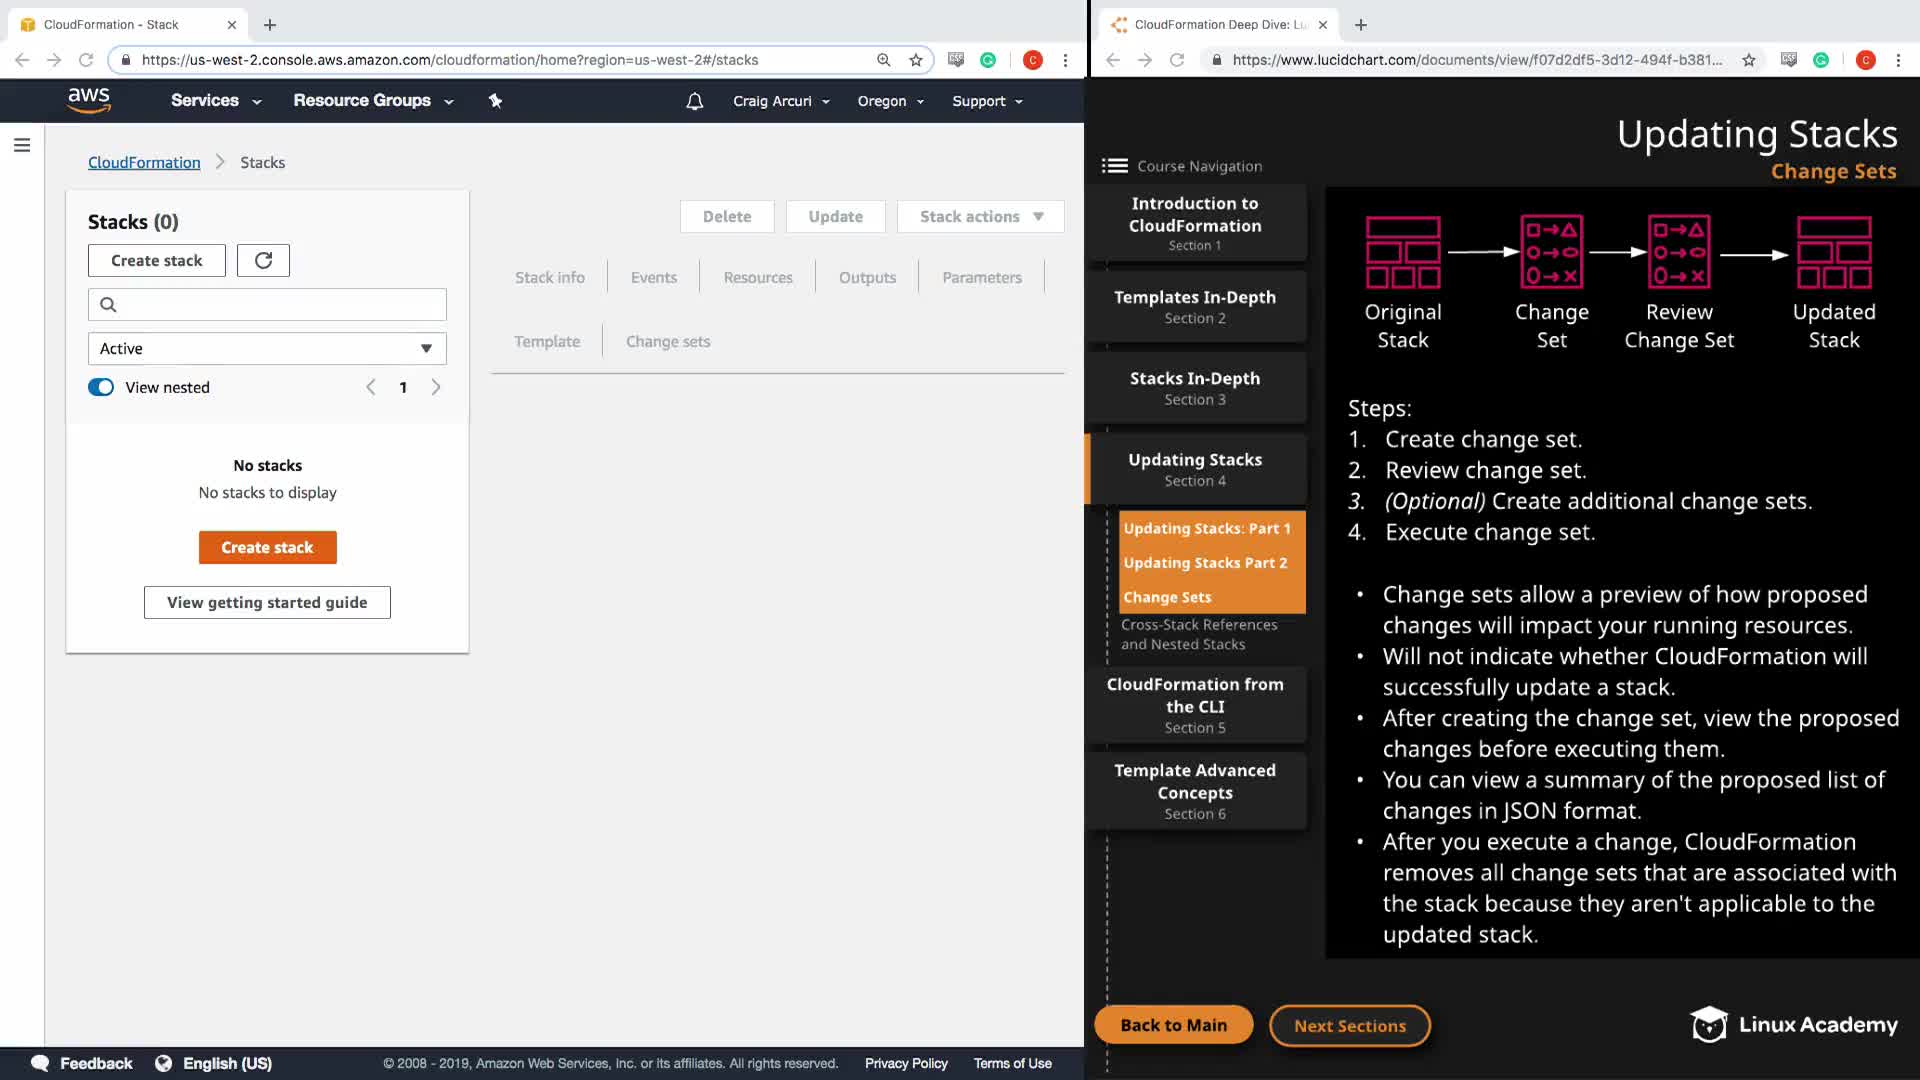 CloudFormation - Stack
https://us-west-2.console.aws.amazon.com/cloudformation/home?region=us-west-2#/stacks
C
aws
Services
Resource Groups
Craig Arcuri
Oregon
Support
CloudFormation
Stacks
Stacks (0)
Create stack
Active
View nested
1
No stacks
No stacks to display
Create stack
View getting started guide
Delete
Update
Stack actions
Stack info
Events
Resources
Outputs
Parameters
Template
Change sets
Feedback
English (US)
© 2008 - 2019, Amazon Web Services, Inc. or its affiliates. All rights reserved.
Privacy Policy
Terms of Use
CloudFormation Deep Dive: Lu
https://www.lucidchart.com/documents/view/f07d2df5-3d12-494f-b381...
C
Updating Stacks
Change Sets
Course Navigation
Introduction to
CloudFormation
Section 1
Templates In-Depth
Section 2
Stacks In-Depth
Section 3
Updating Stacks
Section 4
Updating Stacks: Part 1
Updating Stacks Part 2
Change Sets
Cross-Stack References
and Nested Stacks
CloudFormation from
the CLI
Section 5
Template Advanced
Concepts
Section 6
Original
Stack
Change
Set
Review
Change Set
Updated
Stack
Steps:
1. Create change set.
2. Review change set.
3. (Optional) Create additional change sets.
4. Execute change set.
• Change sets allow a preview of how proposed
changes will impact your running resources.
• Will not indicate whether CloudFormation will
successfully update a stack.
• After creating the change set, view the proposed
changes before executing them.
• You can view a summary of the proposed list of
changes in JSON format.
• After you execute a change, CloudFormation
removes all change sets that are associated with
the stack because they aren't applicable to the
updated stack.
Back to Main
Next Sections
Linux Academy